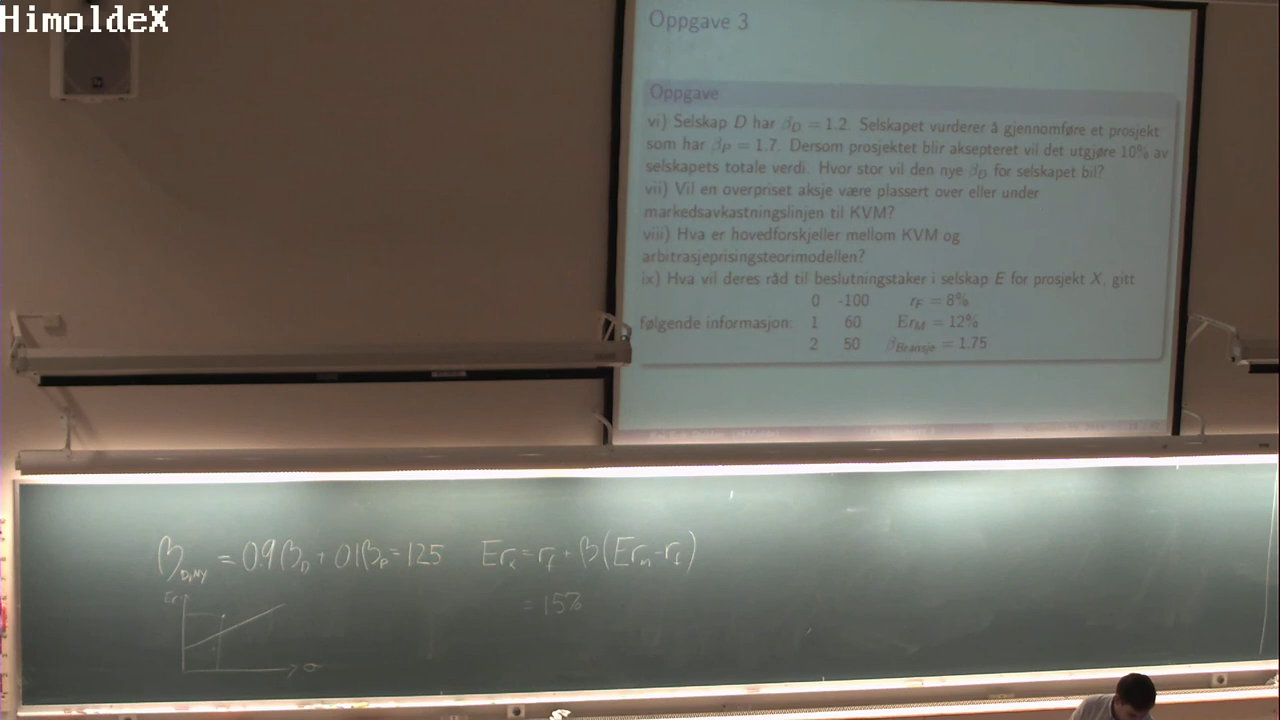 HimoldeX
Oppgave 3
Oppgave
vi) Selskap D har β_D = 1.2. Selskapet vurderer å gjennomføre et prosjekt
som har β_P = 1.7. Dersom prosjektet blir akseptert vil det utgjøre 10% av
selskapets totale verdi. Hvor stor vil den nye β_D for selskapet bil?
vii) Vil en overpriset aksje være plassert over eller under
markedsavkastningslinjen til KVM?
viii) Hva er hovedforskjeller mellom KVM og
arbitrasjeprisingsteorimodellen?
ix) Hva vil deres råd til beslutningstaker i selskap E for prosjekt X, gitt
0 -100 r_F = 8%
følgende informasjon: 1 60 Er_M = 12%
2 50 β_Bransje = 1.75
β_D,NY = 0.9β_D + 0.1β_P = 1.25 Er_x = r_f + β(Er_m - r_f)
= 15%
Er
σ